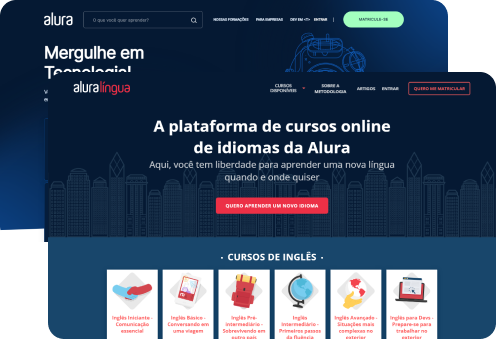 alura
O que você quer aprender?
NOSSAS FORMAÇÕES
PARA EMPRESAS
DEV EM <T>
ENTRAR
MATRICULE-SE
Mergulhe em
Tecnologia!
aluralíngua
CURSOS
DISPONÍVEIS
SOBRE A
METODOLOGIA
ARTIGOS
ENTRAR
QUERO ME MATRICULAR
A plataforma de cursos online
de idiomas da Alura
Aqui, você tem liberdade para aprender uma nova língua
quando e onde quiser
QUERO APRENDER UM NOVO IDIOMA
· CURSOS DE INGLÊS ·
Inglês Iniciante -
Comunicação
essencial
Inglês Básico -
Conversando em
uma viagem
Inglês Pré-
intermediário -
Sobrevivendo em
outro país
Inglês
Intermediário -
Primeiros passos
da fluência
Inglês Avançado -
Situações mais
complexas no
exterior
Inglês para Devs -
Prepare-se para
trabalhar no
exterior